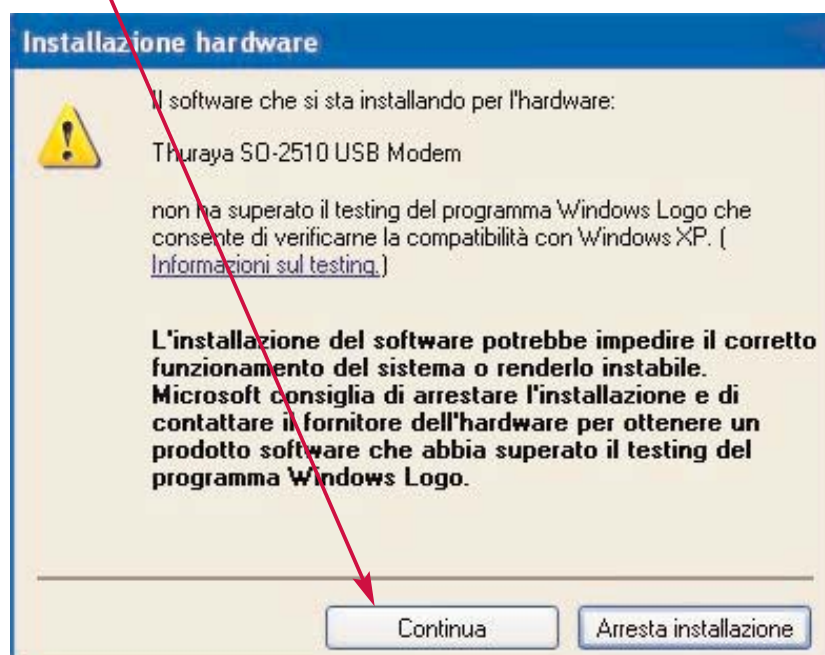 Installazione hardware
Il software che si sta installando per l'hardware:
Thuraya SO-2510 USB Modem
non ha superato il testing del programma Windows Logo che
consente di verificarne la compatibilità con Windows XP. (
Informazioni sul testing.)
L'installazione del software potrebbe impedire il corretto
funzionamento del sistema o renderlo instabile.
Microsoft consiglia di arrestare l'installazione e di
contattare il fornitore dell'hardware per ottenere un
prodotto software che abbia superato il testing del
programma Windows Logo.
Continua
Arresta installazione